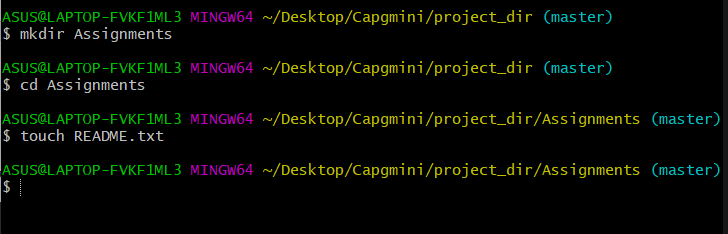 ASUS@LAPTOP-FVKF1ML3 MINGW64 ~/Desktop/Capgmini/project_dir (master)
$ mkdir Assignments
ASUS@LAPTOP-FVKF1ML3 MINGW64 ~/Desktop/Capgmini/project_dir (master)
$ cd Assignments
ASUS@LAPTOP-FVKF1ML3 MINGW64 ~/Desktop/Capgmini/project_dir/Assignments (master)
$ touch README.txt
ASUS@LAPTOP-FVKF1ML3 MINGW64 ~/Desktop/Capgmini/project_dir/Assignments (master)
$